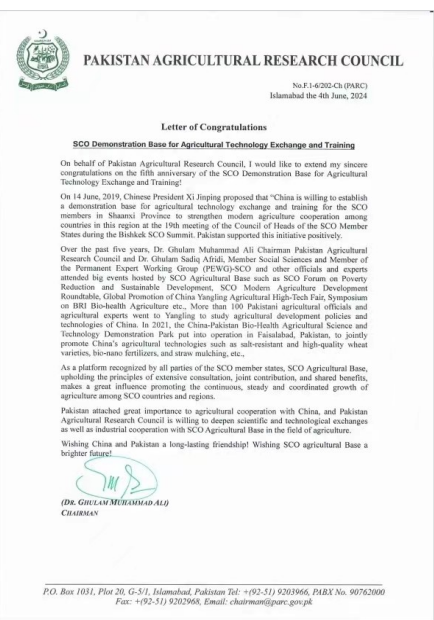 PAKISTAN AGRICULTURAL RESEARCH COUNCIL
No.F.1-6/202-Ch (PARC)
Islamabad the 4th June, 2024
Letter of Congratulations
SCO Demonstration Base for Agricultural Technology Exchange and Training
On behalf of Pakistan Agricultural Research Council, I would like to extend my sincere
congratulations on the fifth anniversary of the SCO Demonstration Base for Agricultural
Technology Exchange and Training!
On 14 June, 2019, Chinese President Xi Jinping proposed that "China is willing to establish
a demonstration base for agricultural technology exchange and training for the SCO
members in Shaanxi Province to strengthen modern agriculture cooperation among
countries in this region at the 19th meeting of the Council of Heads of the SCO Member
States during the Bishkek SCO Summit. Pakistan supported this initiative positively.
Over the past five years, Dr. Ghulam Muhammad Ali Chairman Pakistan Agricultural
Research Council and Dr. Ghulam Sadiq Afridi, Member Social Sciences and Member of
the Permanent Expert Working Group (PEWG)-SCO and other officials and experts
attended big events hosted by SCO Agricultural Base such as SCO Forum on Poverty
Reduction and Sustainable Development, SCO Modern Agriculture Development
Roundtable, Global Promotion of China Yangling Agricultural High-Tech Fair, Symposium
on BRI Bio-health Agriculture etc., More than 100 Pakistani agricultural officials and
agricultural experts went to Yangling to study agricultural development policies and
technologies of China. In 2021, the China-Pakistan Bio-Health Agricultural Science and
Technology Demonstration Park put into operation in Faisalabad, Pakistan, to jointly
promote China's agricultural technologies such as salt-resistant and high-quality wheat
varieties, bio-nano fertilizers, and straw mulching, etc.,
As a platform recognized by all parties of the SCO member states, SCO Agricultural Base,
upholding the principles of extensive consultation, joint contribution, and shared benefits,
makes a great influence promoting the continuous, steady and coordinated growth of
agriculture among SCO countries and regions.
Pakistan attached great importance to agricultural cooperation with China, and Pakistan
Agricultural Research Council is willing to deepen scientific and technological exchanges
as well as industrial cooperation with SCO Agricultural Base in the field of agriculture.
Wishing China and Pakistan a long-lasting friendship! Wishing SCO agricultural Base a
brighter future!
(DR. GHULAM MUHAMMAD ALI)
CHAIRMAN
P.O. Box 1031, Plot 20, G-5/1, Islamabad, Pakistan Tel: +(92-51) 9203966, PABX No. 90762000
Fax: +(92-51) 9202968, Email: chairman@parc.gov.pk